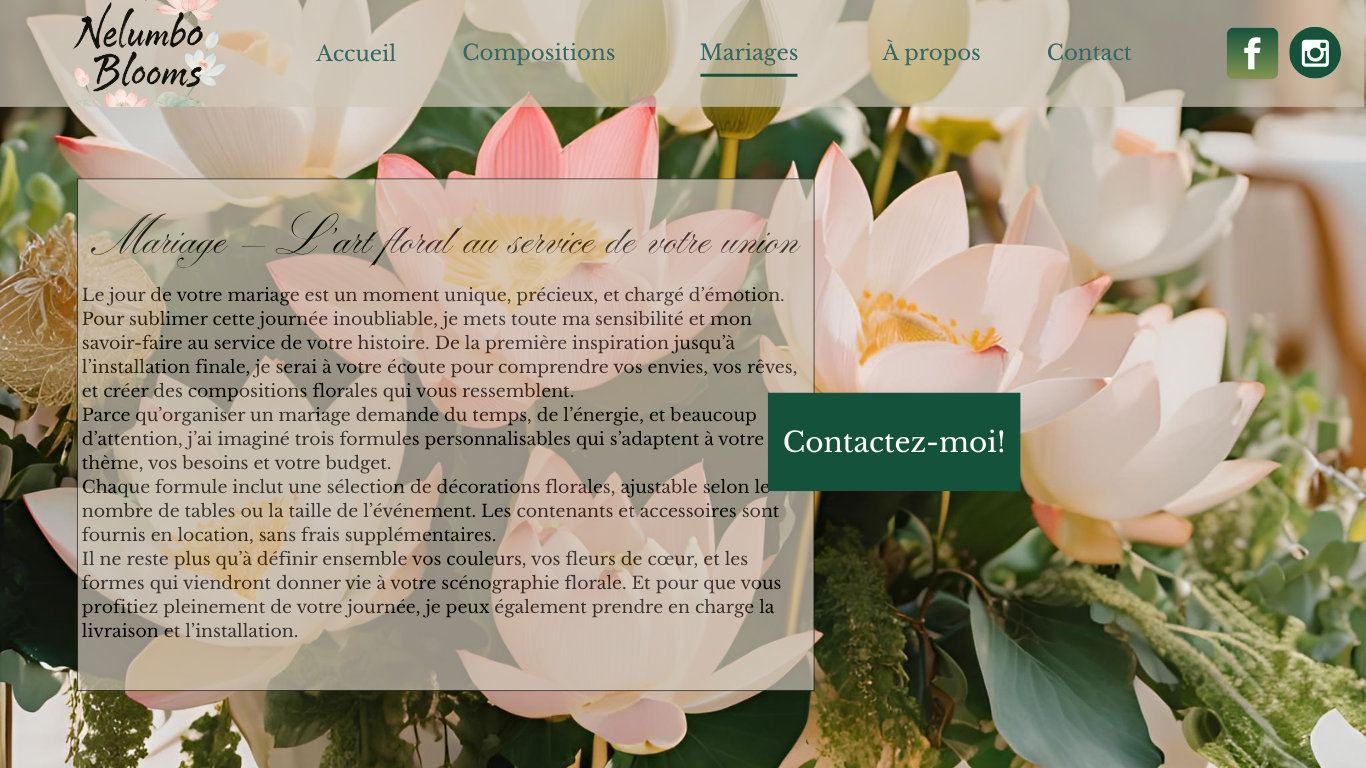 Nelumbo
Blooms
Accueil
Compositions
Mariages
À propos
Contact
Mariage – L'art floral au service de votre union
Le jour de votre mariage est un moment unique, précieux, et chargé d'émotion.
Pour sublimer cette journée inoubliable, je mets toute ma sensibilité et mon
savoir-faire au service de votre histoire. De la première inspiration jusqu'à
l'installation finale, je serai à votre écoute pour comprendre vos envies, vos rêves,
et créer des compositions florales qui vous ressemblent.
Parce qu'organiser un mariage demande du temps, de l'énergie, et beaucoup
d'attention, j'ai imaginé trois formules personnalisables qui s'adaptent à votre
thème, vos besoins et votre budget.
Chaque formule inclut une sélection de décorations florales, ajustable selon le
nombre de tables ou la taille de l'événement. Les contenants et accessoires sont
fournis en location, sans frais supplémentaires.
Il ne reste plus qu'à définir ensemble vos couleurs, vos fleurs de cœur, et les
formes qui viendront donner vie à votre scénographie florale. Et pour que vous
profitiez pleinement de votre journée, je peux également prendre en charge la
livraison et l'installation.
Contactez-moi!